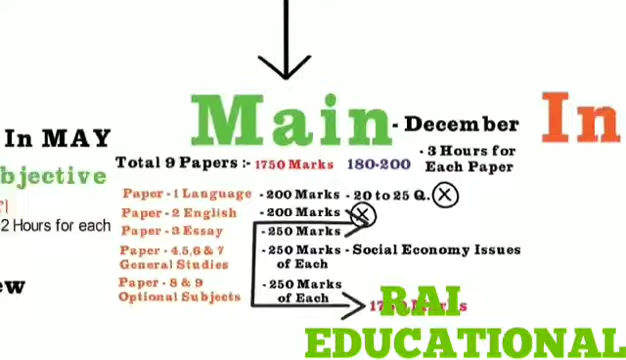 Main - December
In
In MAY
bjective
2 Hours for each
ew
Total 9 Papers :- 1750 Marks 180-200
· 3 Hours for
Each Paper
Paper - 1 Language - 200 Marks - 20 to 25 Q.
Paper - 2 English - 200 Marks
Paper - 3 Essay - 250 Marks
Paper - 4,5,6 & 7 - 250 Marks - Social Economy Issues
General Studies of Each
Paper - 8 & 9 - 250 Marks
Optional Subjects of Each
RAI
EDUCATIONAL